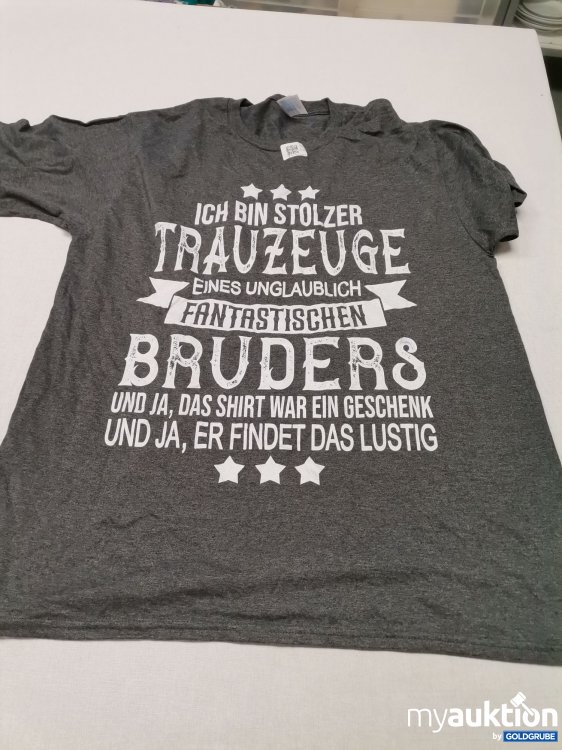 ICH BIN STOLZER
TRAUZEUGE
EINES UNGLAUBLICH
FANTASTISCHEN
BRUDERS
UND JA, DAS SHIRT WAR EIN GESCHENK
UND JA, ER FINDET DAS LUSTIG
myauktion
by GOLDGRUBE